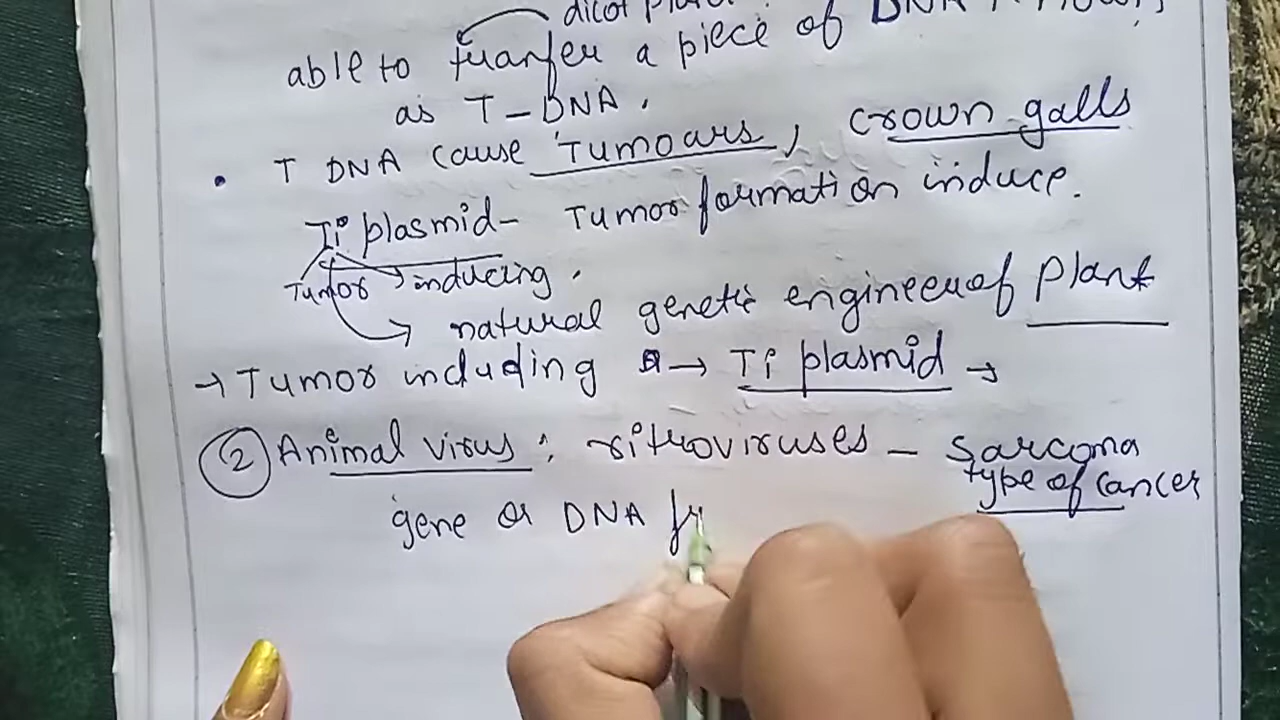 dicot
able to tranfer a piece of DNA
as T-DNA.
• T DNA cause Tumours, crown galls
Ti plasmid- Tumor formation induce.
Tumor inducing.
natural genetic engineer of plant
→ Tumor including → Ti plasmid →
② Animal virus: ritroviruses - Sarcoma
type of cancer
gene or DNA